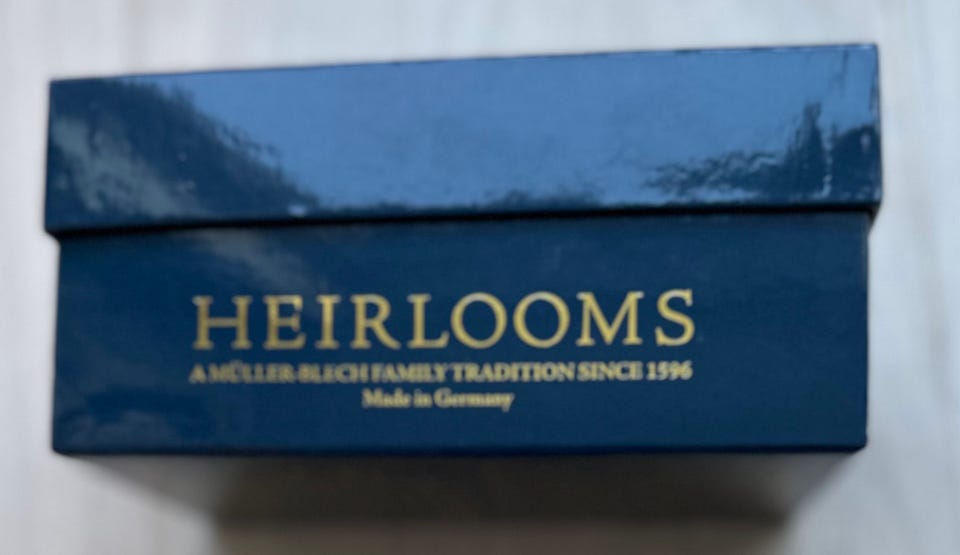 HEIRLOOMS
A MÜLLER-BLECH FAMILY TRADITION SINCE 1596
Made in Germany